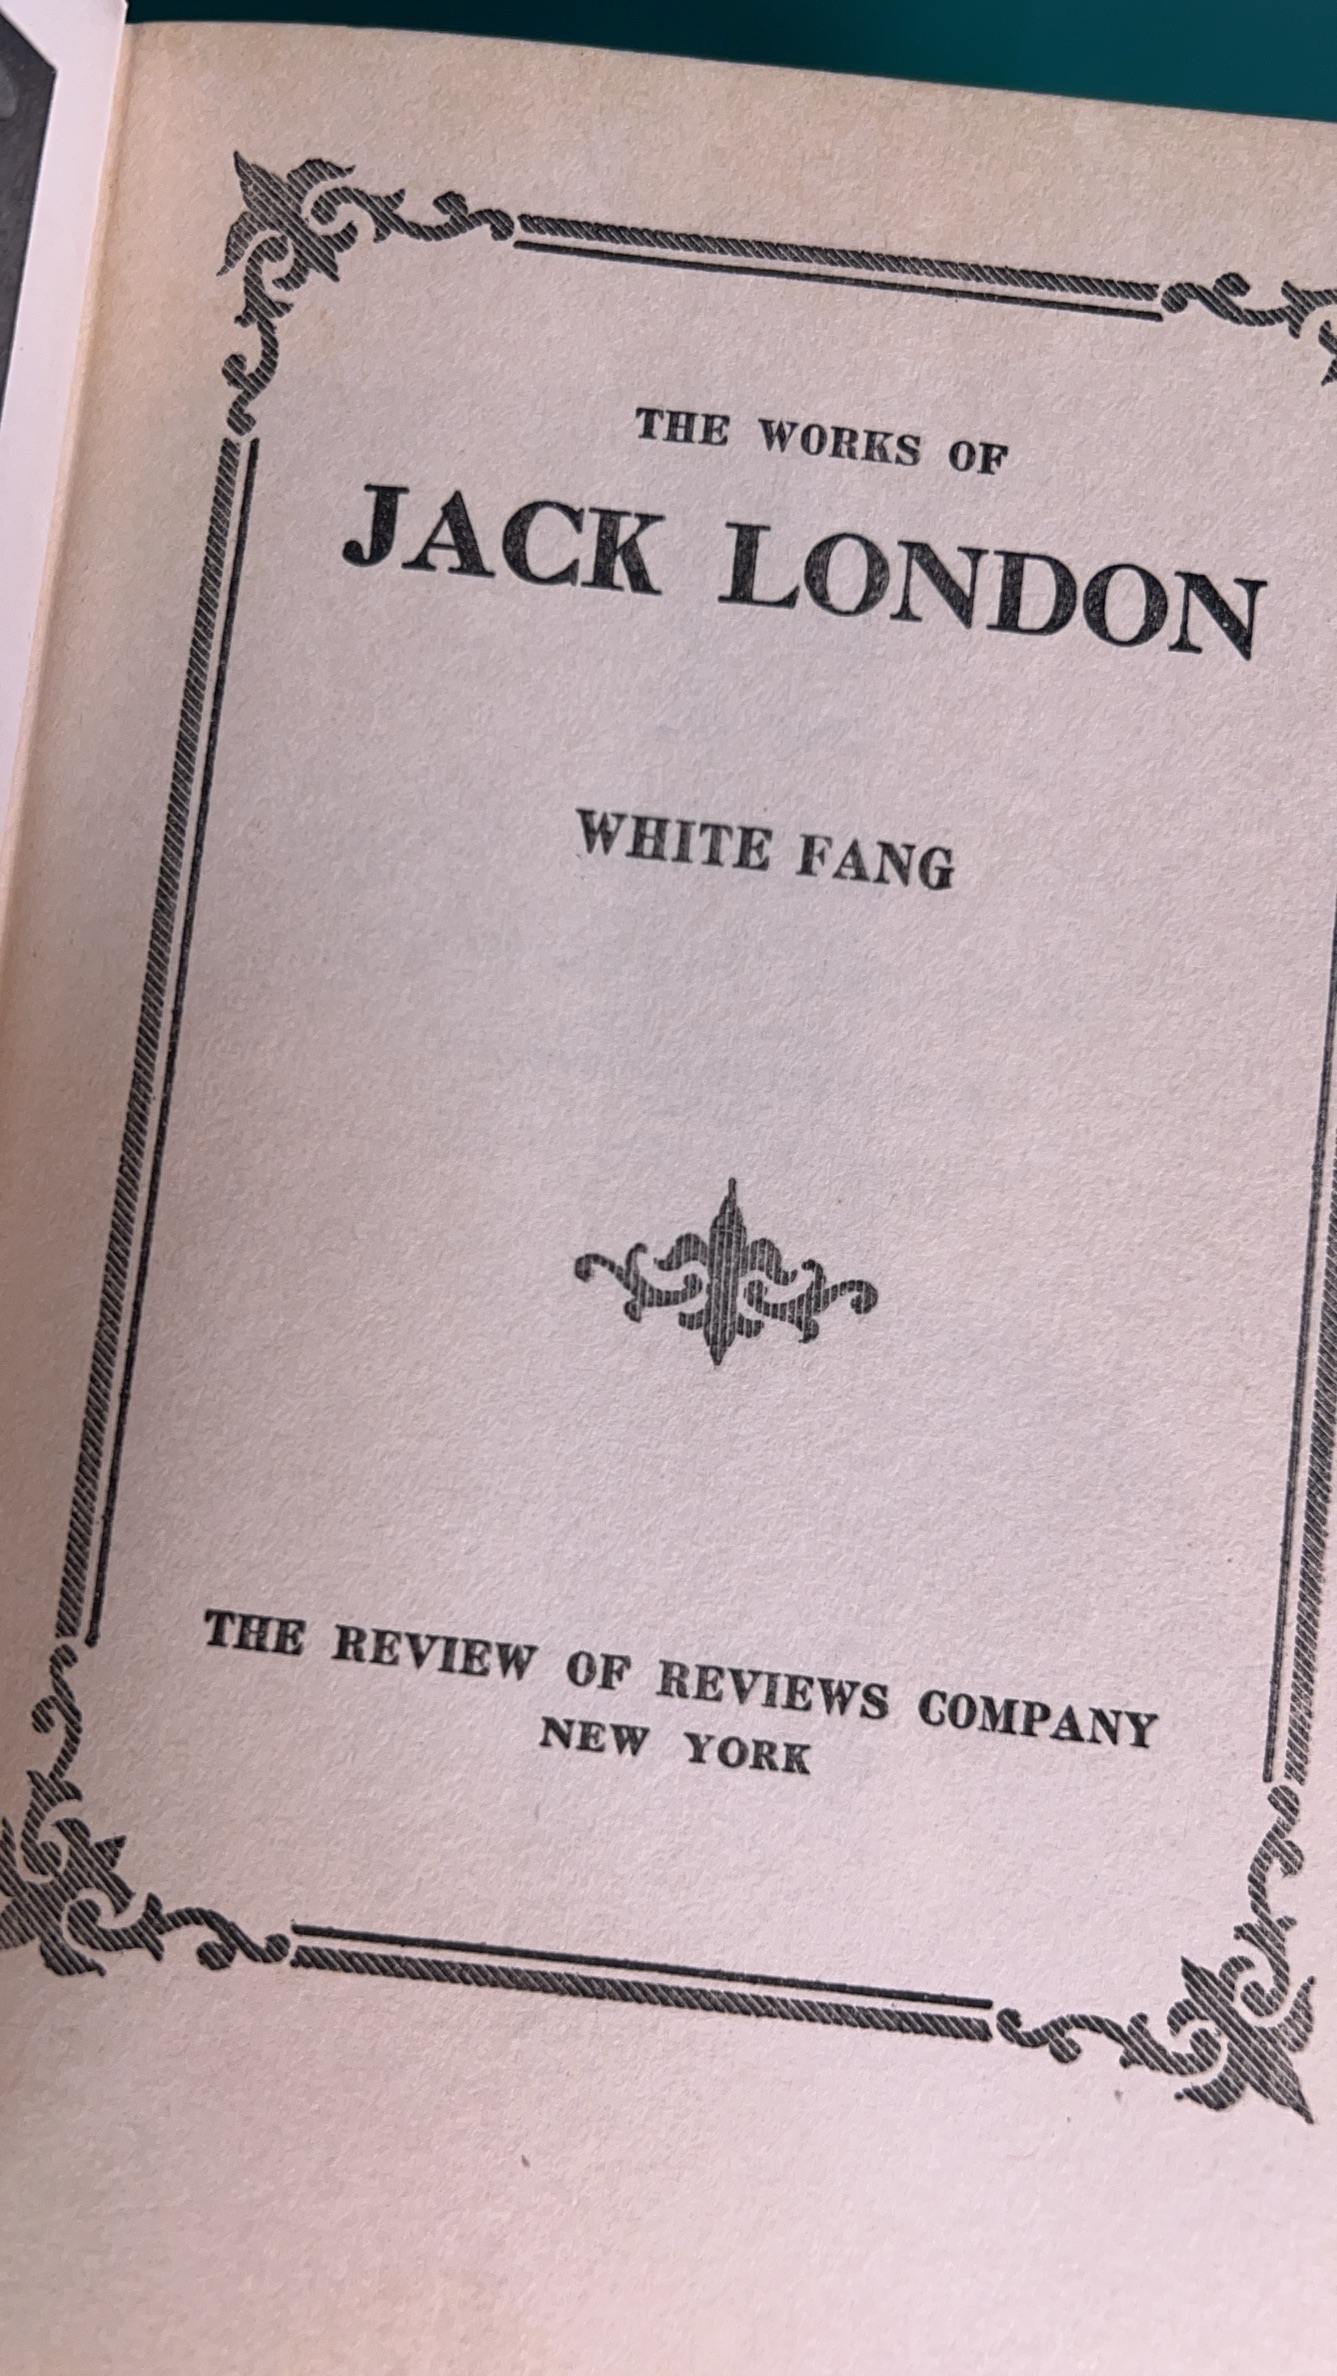 THE WORKS OF
JACK LONDON
WHITE FANG
THE REVIEW OF REVIEWS COMPANY
NEW YORK